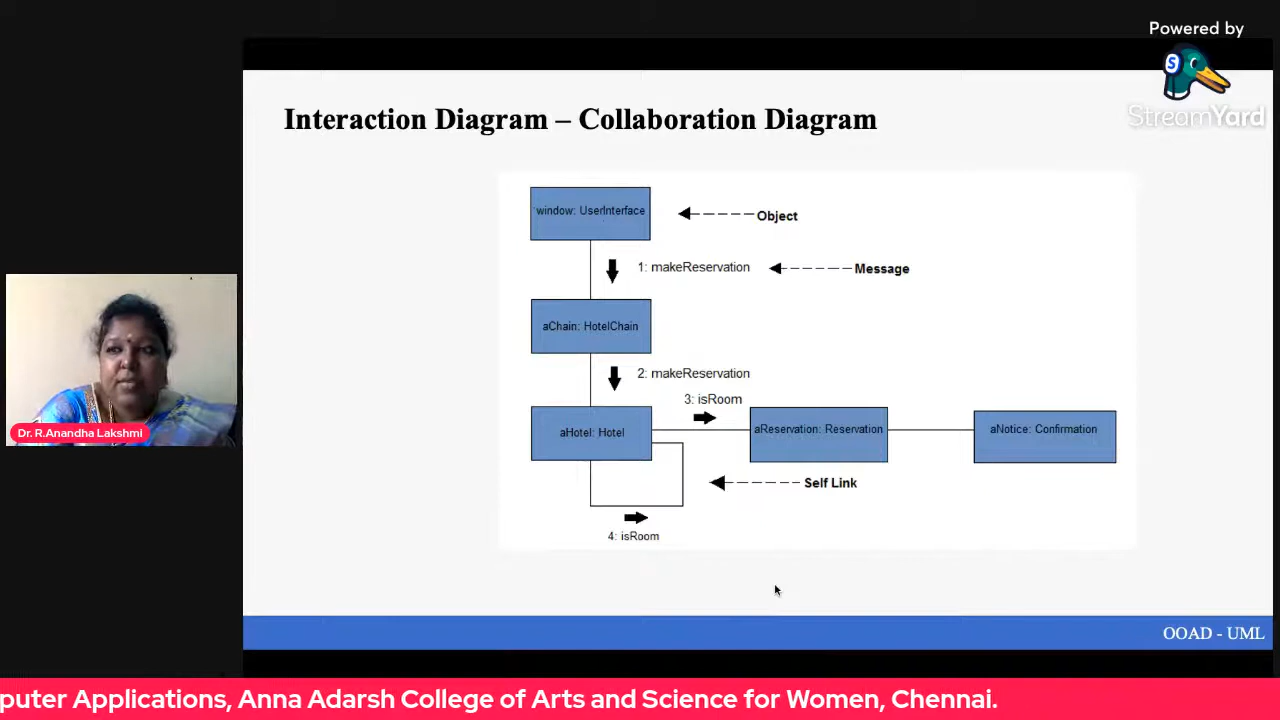 Powered by
StreamYard
Interaction Diagram – Collaboration Diagram
window: UserInterface
Object
1: makeReservation
Message
aChain: HotelChain
2: makeReservation
3: isRoom
aHotel: Hotel
aReservation: Reservation
aNotice: Confirmation
Self Link
4: isRoom
Dr. R.Anandha Lakshmi
OOAD - UML
puter Applications, Anna Adarsh College of Arts and Science for Women, Chennai.